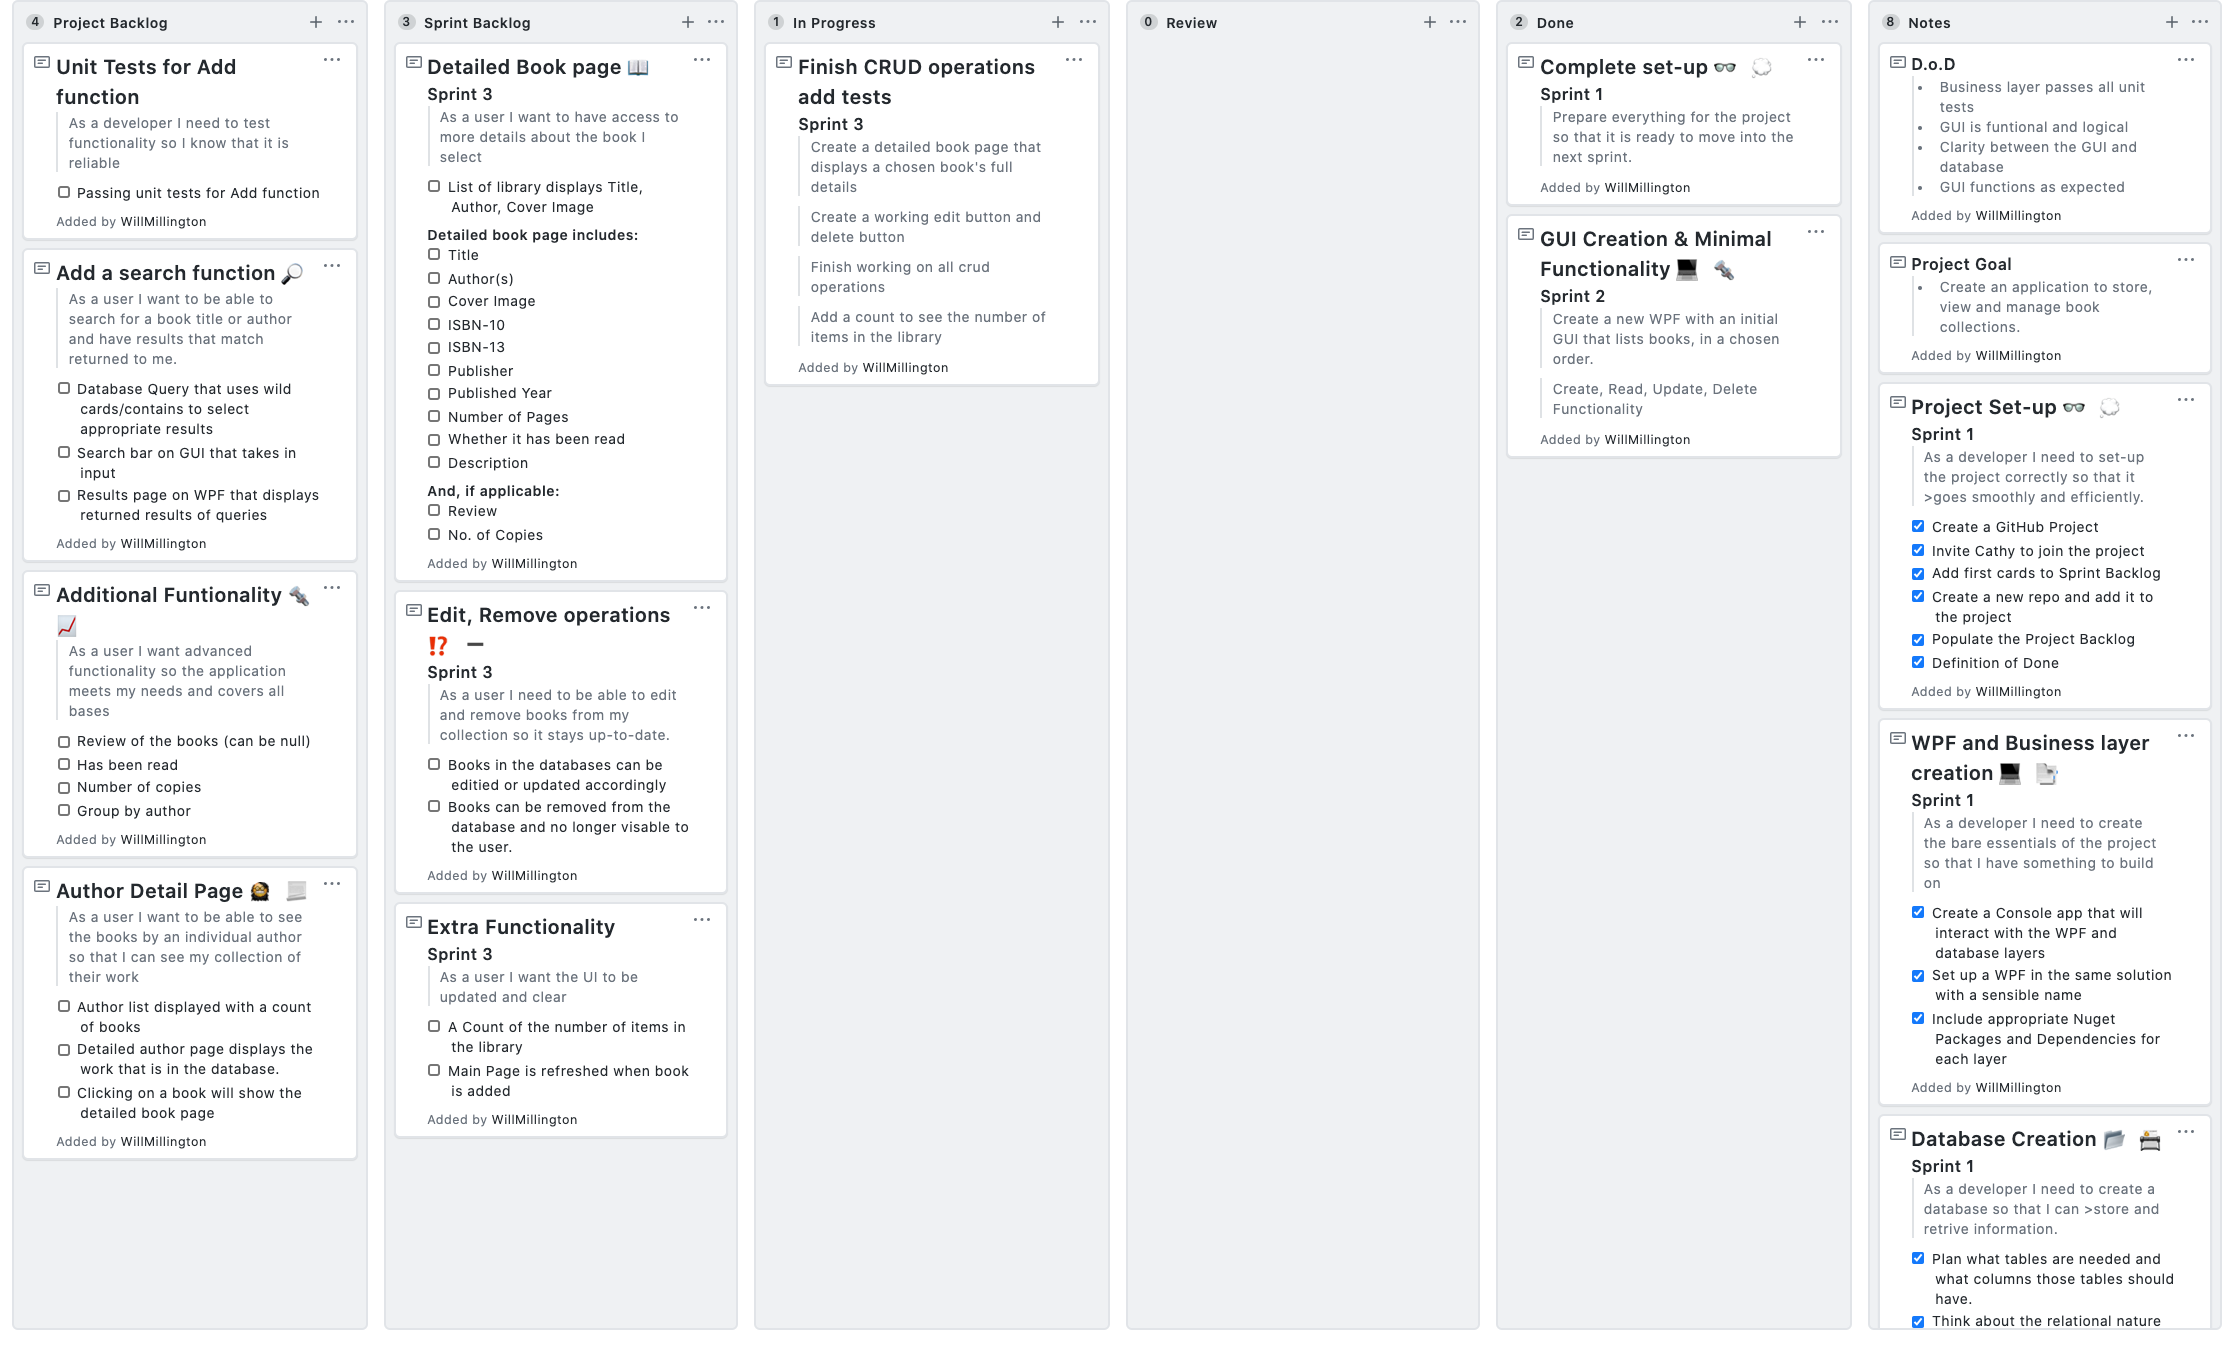 4 Project Backlog
Unit Tests for Add
function
As a developer I need to test
functionality so I know that it is
reliable
Passing unit tests for Add function
Added by WillMillington
Add a search function
As a user I want to be able to
search for a book title or author
and have results that match
returned to me.
Database Query that uses wild
cards/contains to select
appropriate results
Search bar on GUI that takes in
input
Results page on WPF that displays
returned results of queries
Added by WillMillington
Additional Funtionality
As a user I want advanced
functionality so the application
meets my needs and covers all
bases
Review of the books (can be null)
Has been read
Number of copies
Group by author
Added by WillMillington
Author Detail Page
As a user I want to be able to see
the books by an individual author
so that I can see my collection of
their work
Author list displayed with a count
of books
Detailed author page displays the
work that is in the database.
Clicking on a book will show the
detailed book page
Added by WillMillington
3 Sprint Backlog
Detailed Book page
Sprint 3
As a user I want to have access to
more details about the book I
select
List of library displays Title,
Author, Cover Image
Detailed book page includes:
Title
Author(s)
Cover Image
ISBN-10
ISBN-13
Publisher
Published Year
Number of Pages
Whether it has been read
Description
And, if applicable:
Review
No. of Copies
Added by WillMillington
Edit, Remove operations
⁉️ ➖
Sprint 3
As a user I need to be able to edit
and remove books from my
collection so it stays up-to-date.
Books in the databases can be
editied or updated accordingly
Books can be removed from the
database and no longer visable to
the user.
Added by WillMillington
Extra Functionality
Sprint 3
As a user I want the UI to be
updated and clear
A Count of the number of items in
the library
Main Page is refreshed when book
is added
Added by WillMillington
1 In Progress
Finish CRUD operations
add tests
Sprint 3
Create a detailed book page that
displays a chosen book's full
details
Create a working edit button and
delete button
Finish working on all crud
operations
Add a count to see the number of
items in the library
Added by WillMillington
0 Review
2 Done
Complete set-up
Sprint 1
Prepare everything for the project
so that it is ready to move into the
next sprint.
Added by WillMillington
GUI Creation & Minimal
Functionality
Sprint 2
Create a new WPF with an initial
GUI that lists books, in a chosen
order.
Create, Read, Update, Delete
Functionality
Added by WillMillington
8 Notes
D.o.D
• Business layer passes all unit
tests
• GUI is funtional and logical
• Clarity between the GUI and
database
• GUI functions as expected
Added by WillMillington
Project Goal
• Create an application to store,
view and manage book
collections.
Added by WillMillington
Project Set-up
Sprint 1
As a developer I need to set-up
the project correctly so that it
>goes smoothly and efficiently.
Create a GitHub Project
Invite Cathy to join the project
Add first cards to Sprint Backlog
Create a new repo and add it to
the project
Populate the Project Backlog
Definition of Done
Added by WillMillington
WPF and Business layer
creation
Sprint 1
As a developer I need to create
the bare essentials of the project
so that I have something to build
on
Create a Console app that will
interact with the WPF and
database layers
Set up a WPF in the same solution
with a sensible name
Include appropriate Nuget
Packages and Dependencies for
each layer
Added by WillMillington
Database Creation
Sprint 1
As a developer I need to create a
database so that I can >store and
retrive information.
Plan what tables are needed and
what columns those tables should
have.
Think about the relational nature